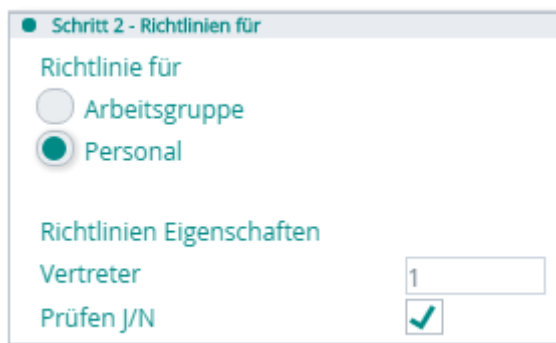 Schritt 2 - Richtlinien für
Richtlinie für
Arbeitsgruppe
Personal
Richtlinien Eigenschaften
Vertreter 1
Prüfen J/N